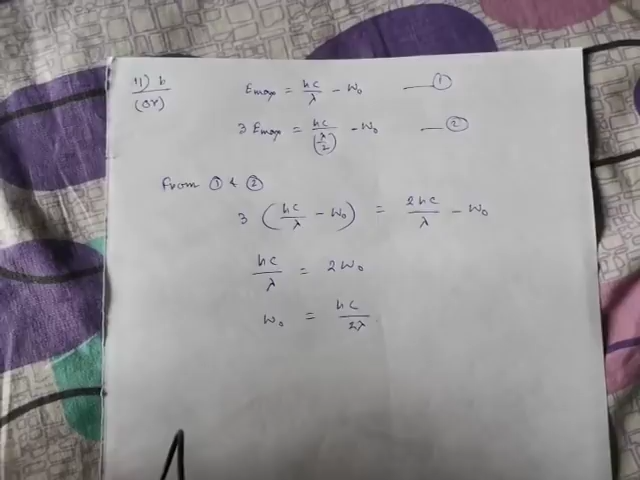 11) b
(or)
Emax = hc/λ - W₀ —— ①
3 Emax = hc/(λ/2) - W₀ —— ②
From ① & ②
3 (hc/λ - W₀) = 2hc/λ - W₀
hc/λ = 2W₀
W₀ = hc/2λ